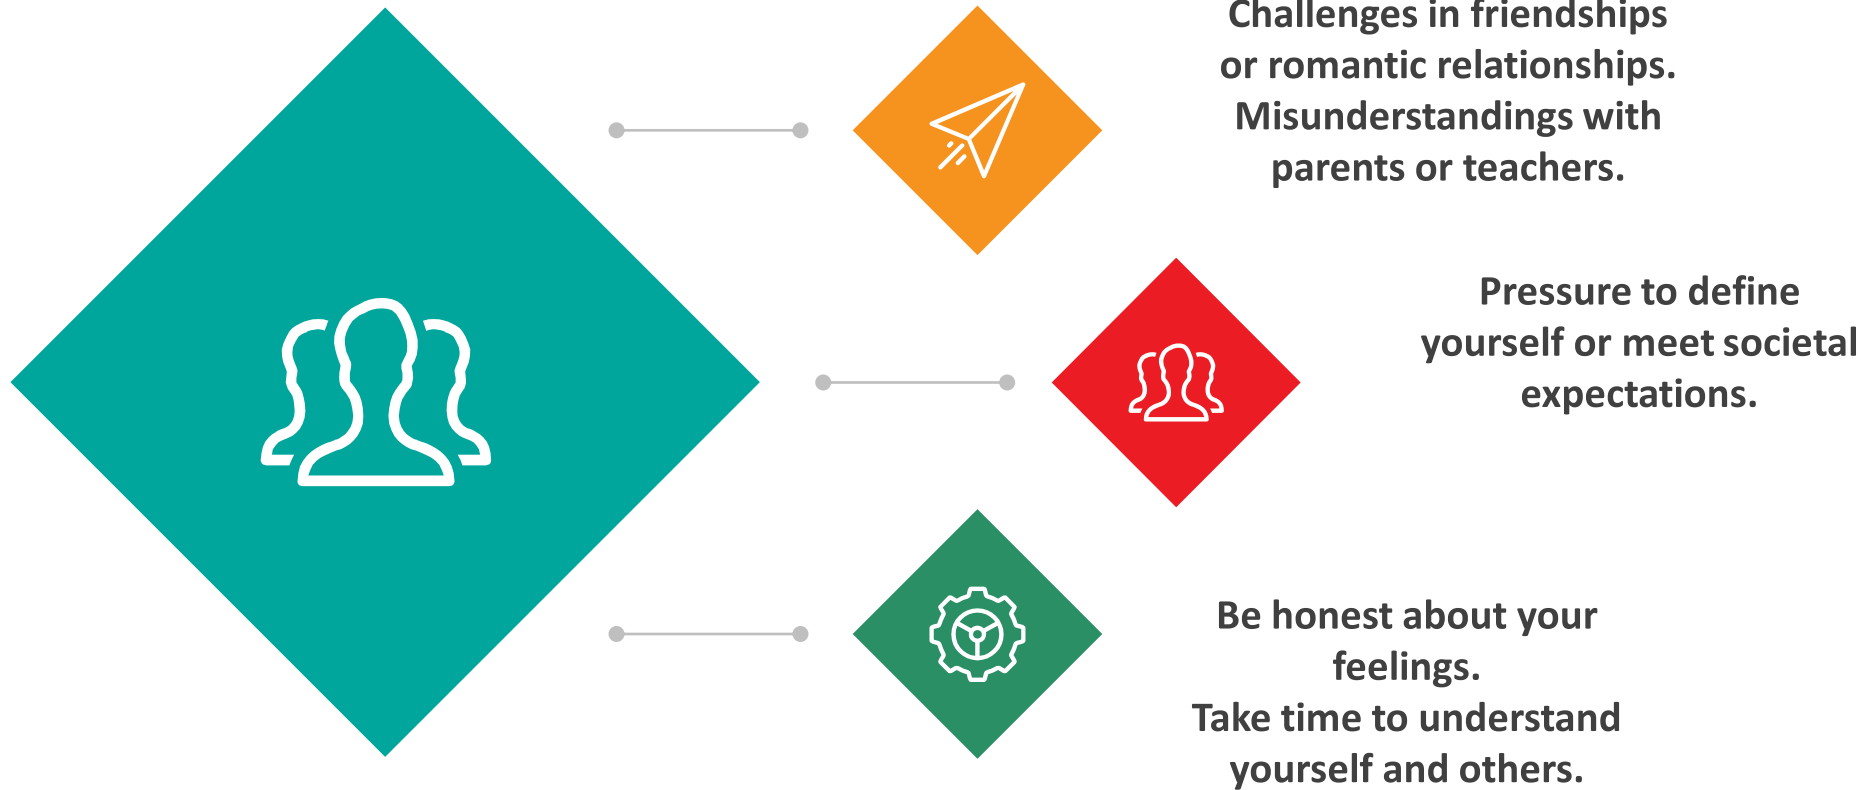 Challenges in friendships
or romantic relationships.
Misunderstandings with
parents or teachers.
Pressure to define
yourself or meet societal
expectations.
Be honest about your
feelings.
Take time to understand
yourself and others.